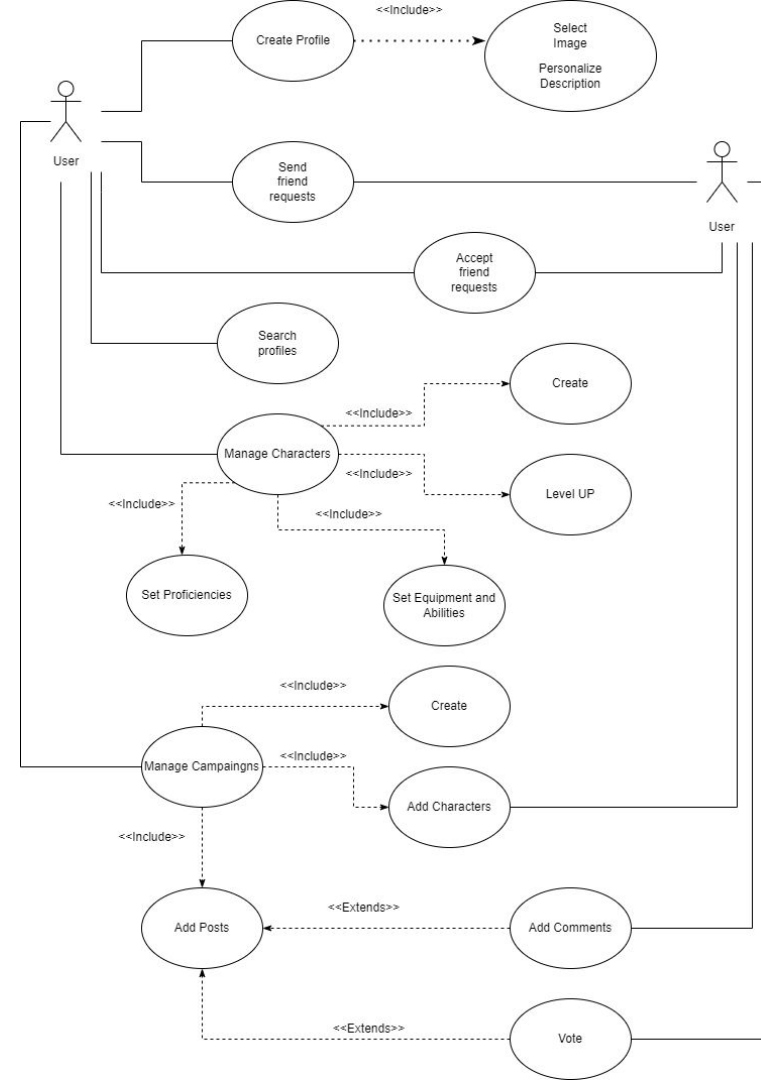 <<Include>>
Create Profile
Select
Image
Personalize
Description
User
Send
friend
requests
User
Accept
friend
requests
Search
profiles
Create
<<Include>>
Manage Characters
<<Include>>
Level UP
<<Include>>
<<Include>>
Set Proficiencies
Set Equipment and
Abilities
<<Include>>
Create
<<Include>>
Manage Campaingns
Add Characters
<<Include>>
<<Extends>>
Add Posts
Add Comments
<<Extends>>
Vote